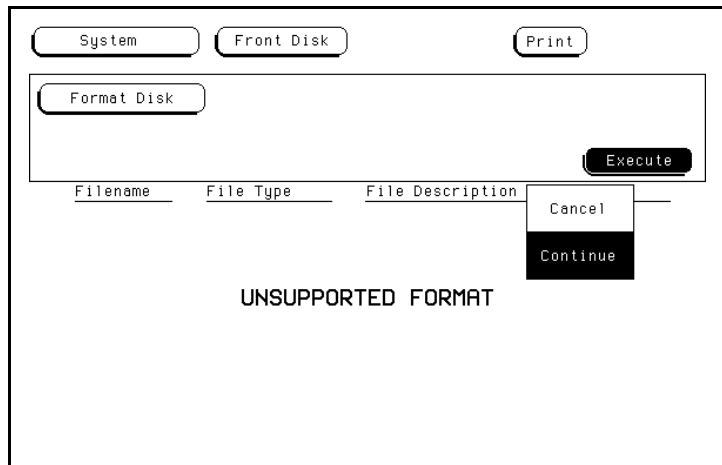 System Front Disk Print
Format Disk
Execute
Filename File Type File Description
Cancel
Continue
UNSUPPORTED FORMAT